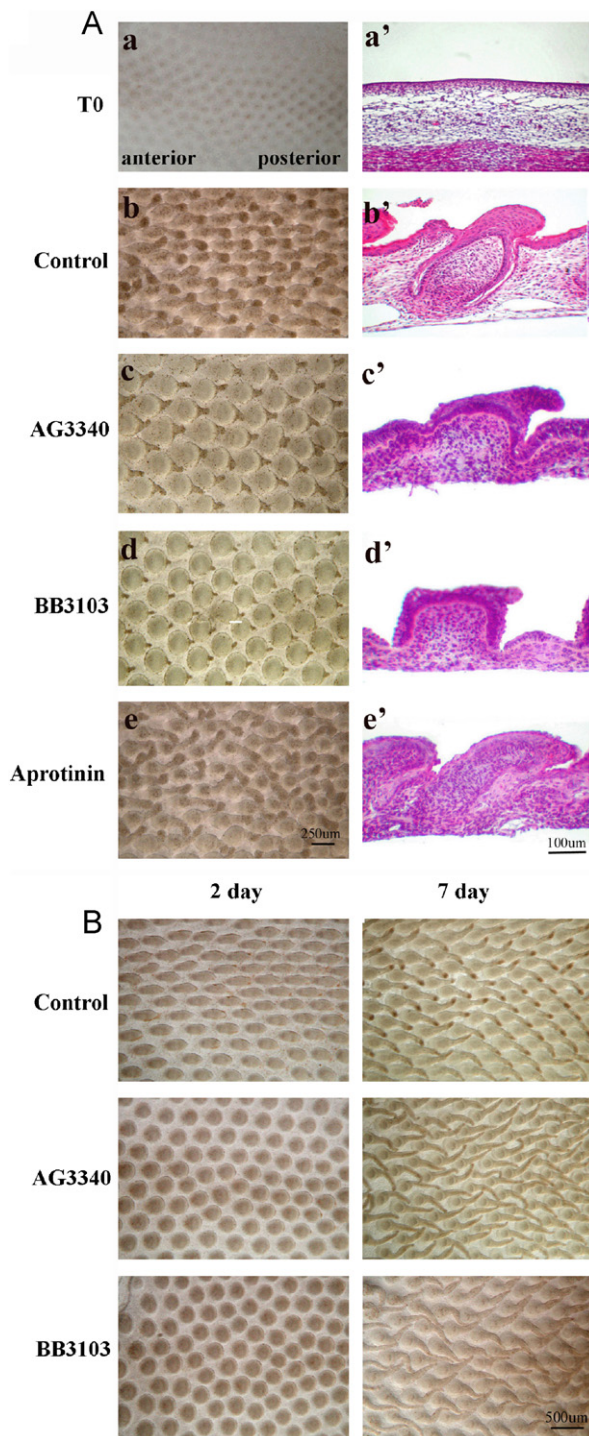 A
a
a’
T0
anterior
posterior
b
b’
Control
c
c’
AG3340
d
d’
BB3103
e
e’
Aprotinin
250um
100um
2 day
7 day
B
Control
AG3340
BB3103
500um